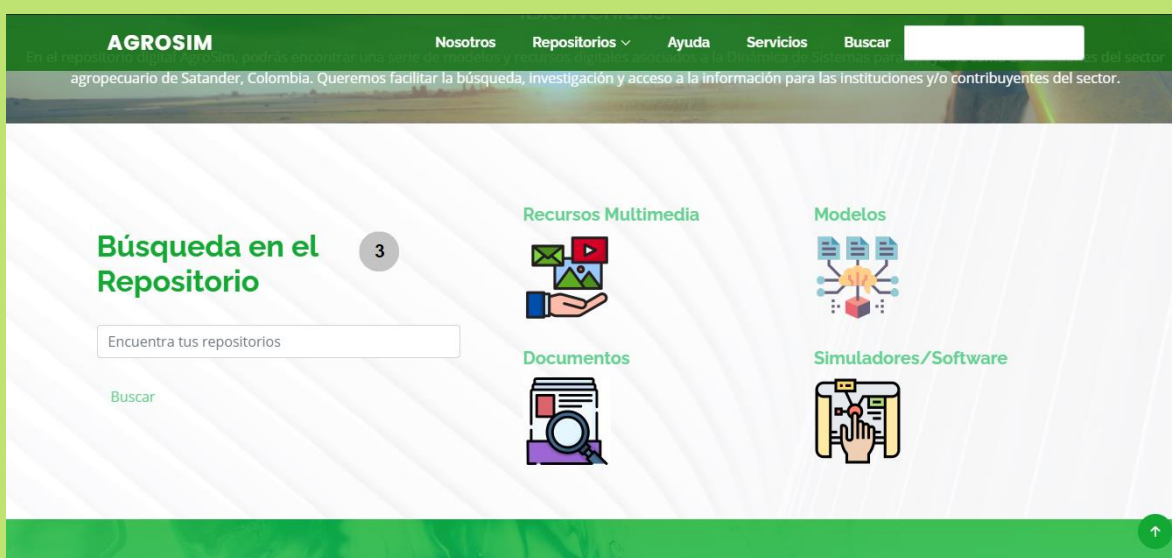 ¡Bienvenidos!
AGROSIM Nosotros Repositorios Ayuda Servicios Buscar
En el repositorio digital AgroSim, podrás encontrar una serie de modelos y recursos digitales asociados a la Dinámica de Sistemas para es del sector
agropecuario de Satander, Colombia. Queremos facilitar la búsqueda, investigación y acceso a la información para las instituciones y/o contribuyentes del sector.
Búsqueda en el
Repositorio
3
Encuentra tus repositorios
Buscar
Recursos Multimedia
Modelos
Documentos
Simuladores/Software